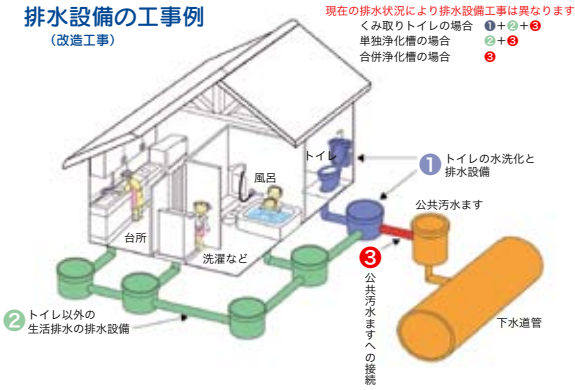 排水設備の工事例
(改造工事)
現在の排水状況により排水設備工事は異なります
くみ取りトイレの場合 ❶+❷+❸
単独浄化槽の場合 ❷+❸
合併浄化槽の場合 ❸
トイレ
❶ トイレの水洗化と
排水設備
風呂
公共汚水ます
台所
洗濯など
❸ 公共汚水ますへの接続
❷ トイレ以外の
生活排水の排水設備
下水道管